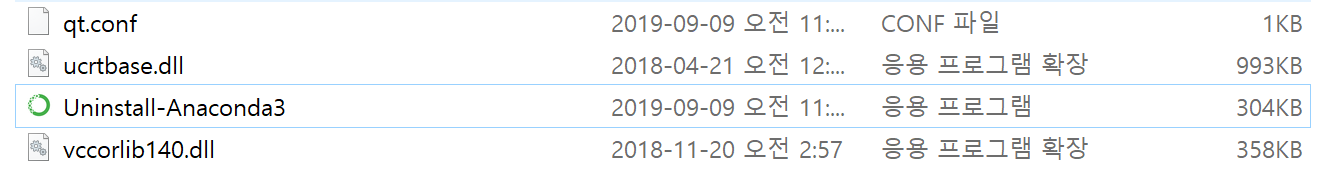 qt.conf 2019-09-09 오전 11:... CONF 파일 1KB
ucrtbase.dll 2018-04-21 오전 12:... 응용 프로그램 확장 993KB
Uninstall-Anaconda3 2019-09-09 오전 11:... 응용 프로그램 304KB
vccorlib140.dll 2018-11-20 오전 2:57 응용 프로그램 확장 358KB